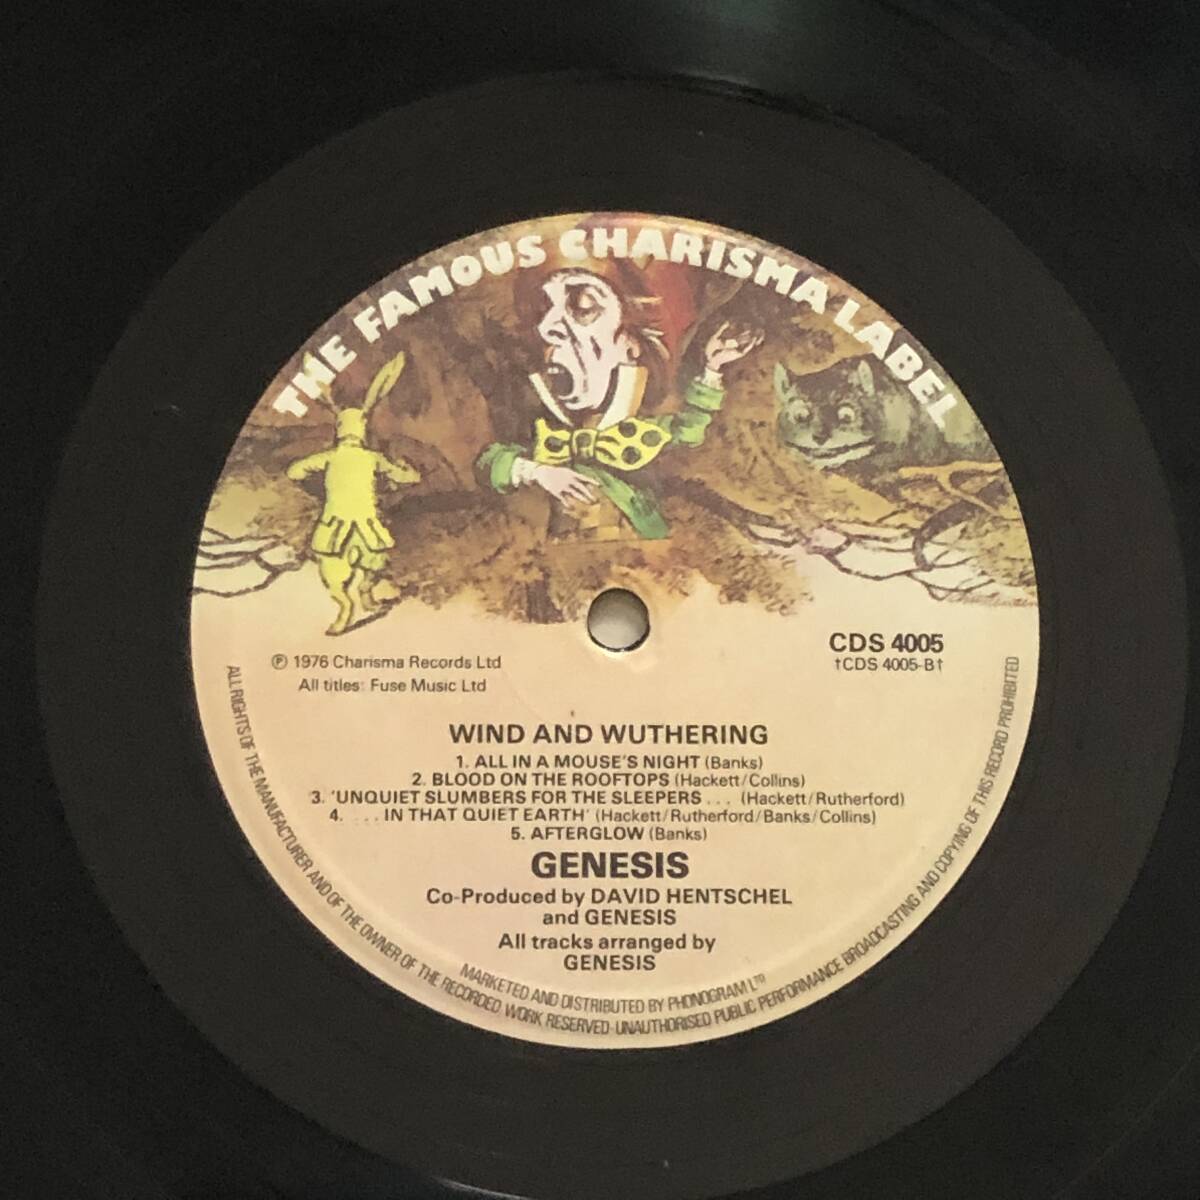 THE FAMOUS CHARISMA LABEL
CDS 4005
†CDS 4005-B†
℗ 1976 Charisma Records Ltd
All titles: Fuse Music Ltd
WIND AND WUTHERING
1. ALL IN A MOUSE'S NIGHT (Banks)
2. BLOOD ON THE ROOFTOPS (Hackett/Collins)
3. 'UNQUIET SLUMBERS FOR THE SLEEPERS . . . (Hackett/Rutherford)
4. . . . IN THAT QUIET EARTH' (Hackett/Rutherford/Banks/Collins)
5. AFTERGLOW (Banks)
GENESIS
Co-Produced by DAVID HENTSCHEL
and GENESIS
All tracks arranged by
GENESIS
MARKETED AND DISTRIBUTED BY PHONOGRAM LTD
ALL RIGHTS OF THE MANUFACTURER AND OF THE OWNER OF THE RECORDED WORK RESERVED·UNAUTHORISED PUBLIC PERFORMANCE BROADCASTING AND COPYING OF THIS RECORD PROHIBITED